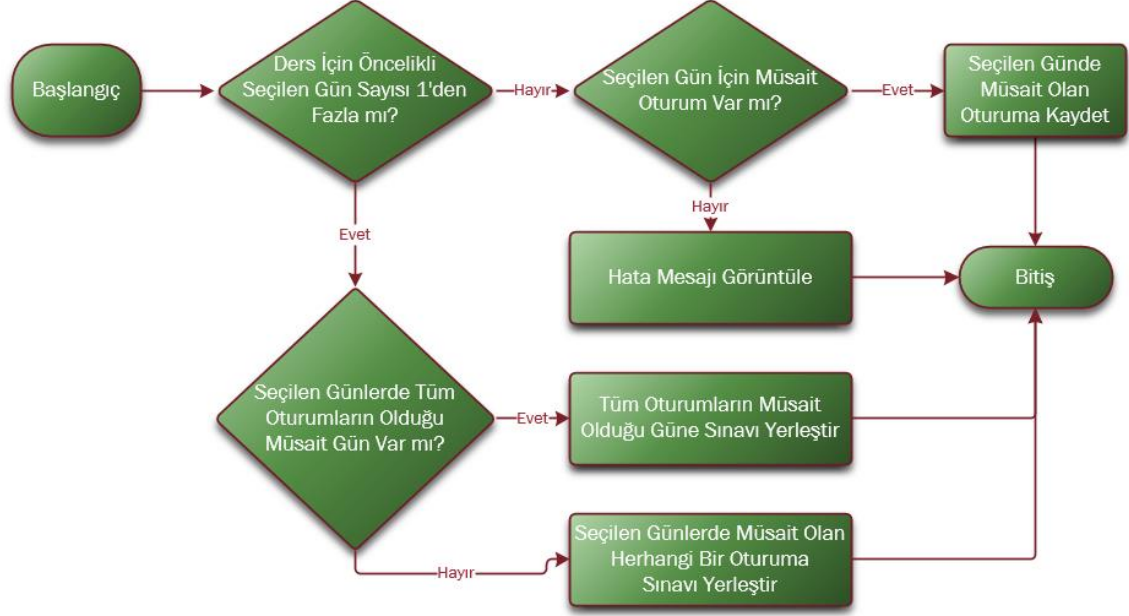 Başlangıç
Ders İçin Öncelikli
Seçilen Gün Sayısı 1'den
Fazla mı?
Hayır
Seçilen Gün İçin Müsait
Oturum Var mı?
Evet
Seçilen Günde
Müsait Olan
Oturuma Kaydet
Hayır
Evet
Hata Mesajı Görüntüle
Bitiş
Seçilen Günlerde Tüm
Oturumların Olduğu
Müsait Gün Var mı?
Evet
Tüm Oturumların Müsait
Olduğu Güne Sınavı Yerleştir
Hayır
Seçilen Günlerde Müsait Olan
Herhangi Bir Oturuma
Sınavı Yerleştir